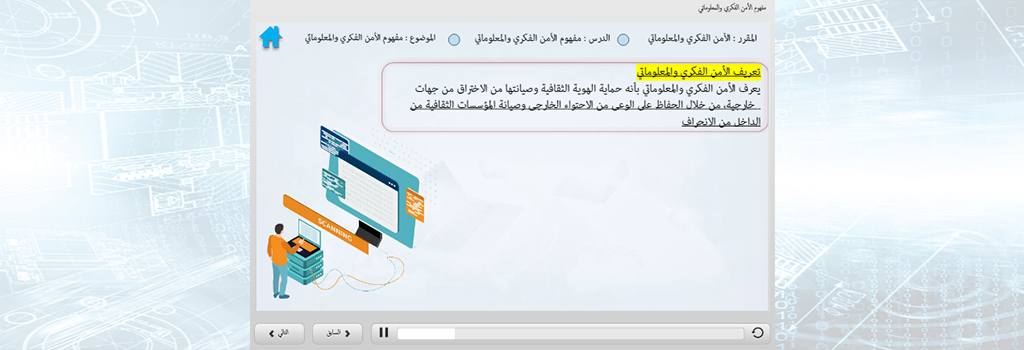 مفهوم الأمن الفكري والمعلوماتي
المقرر : الأمن الفكري والمعلوماتي
الدرس : مفهوم الأمن الفكري والمعلوماتي
الموضوع : مفهوم الأمن الفكري والمعلوماتي
تعريف الأمن الفكري والمعلوماتي
يعرف الأمن الفكري والمعلوماتي بأنه حماية الهوية الثقافية وصيانتها من الاختراق من جهات
خارجية، من خلال الحفاظ على الوعي من الاحتواء الخارجي وصيانة المؤسسات الثقافية من
الداخل من الانحراف
SCANNING
السابق
التالي